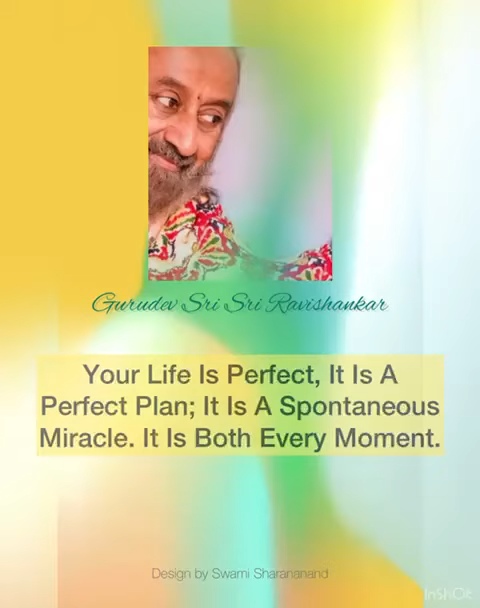 Gurudev Sri Sri Ravishankar
Your Life Is Perfect, It Is A
Perfect Plan; It Is A Spontaneous
Miracle. It Is Both Every Moment.
Design by Swami Sharananand
InShOt